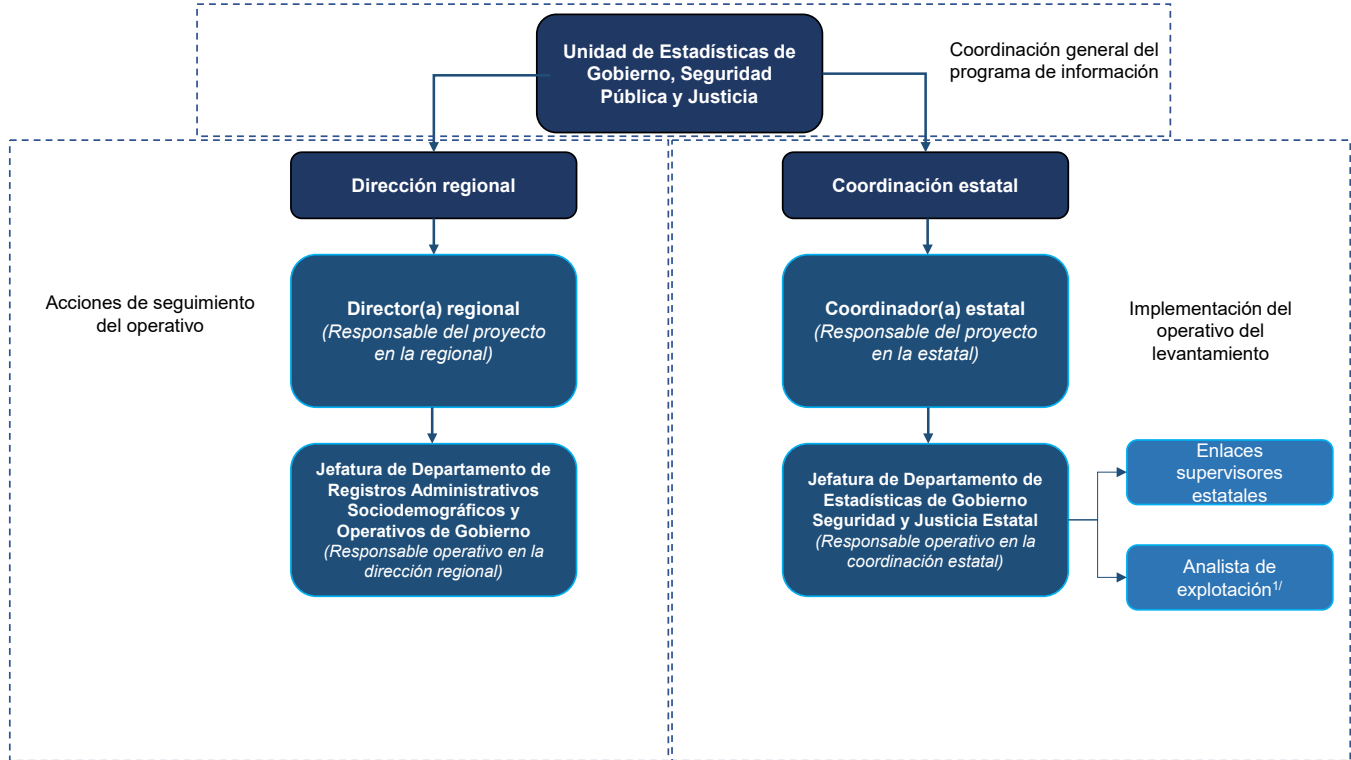 Unidad de Estadísticas de
Gobierno, Seguridad
Pública y Justicia
Coordinación general del
programa de información
Dirección regional
Coordinación estatal
Acciones de seguimiento
del operativo
Director(a) regional
(Responsable del proyecto
en la regional)
Coordinador(a) estatal
(Responsable del proyecto
en la estatal)
Implementación del
operativo del
levantamiento
Jefatura de Departamento de
Registros Administrativos
Sociodemográficos y
Operativos de Gobierno
(Responsable operativo en la
dirección regional)
Jefatura de Departamento de
Estadísticas de Gobierno
Seguridad y Justicia Estatal
(Responsable operativo en la
coordinación estatal)
Enlaces
supervisores
estatales
Analista de
explotación1/